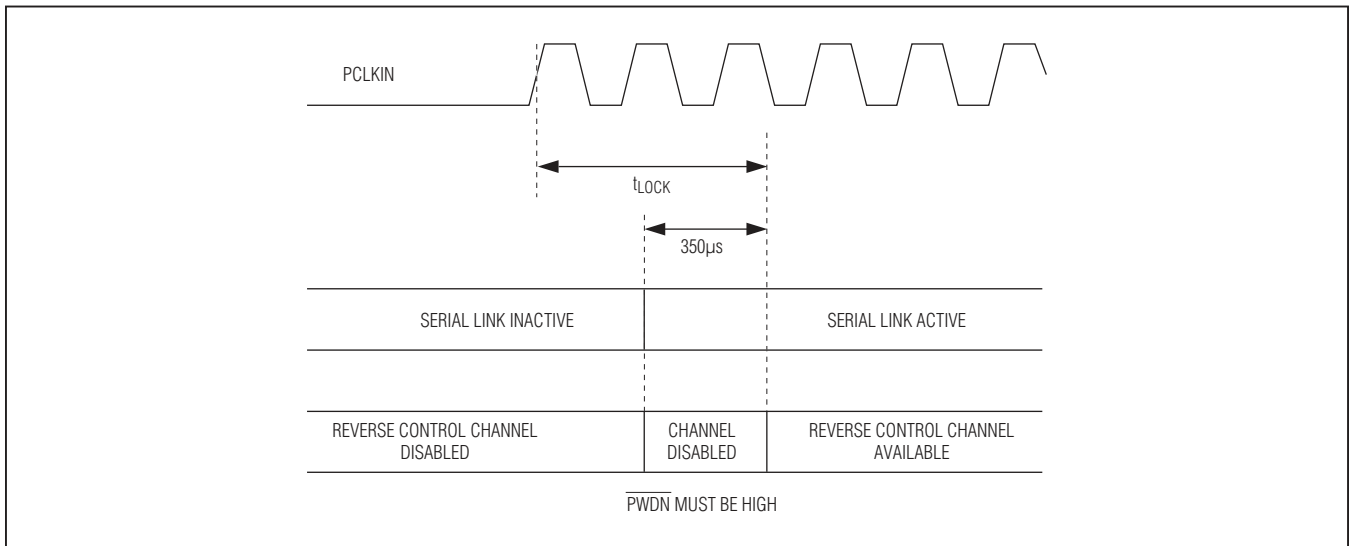 PCLKIN
tLOCK
350µs
SERIAL LINK INACTIVE
SERIAL LINK ACTIVE
REVERSE CONTROL CHANNEL
DISABLED
CHANNEL
DISABLED
REVERSE CONTROL CHANNEL
AVAILABLE
PWDN MUST BE HIGH